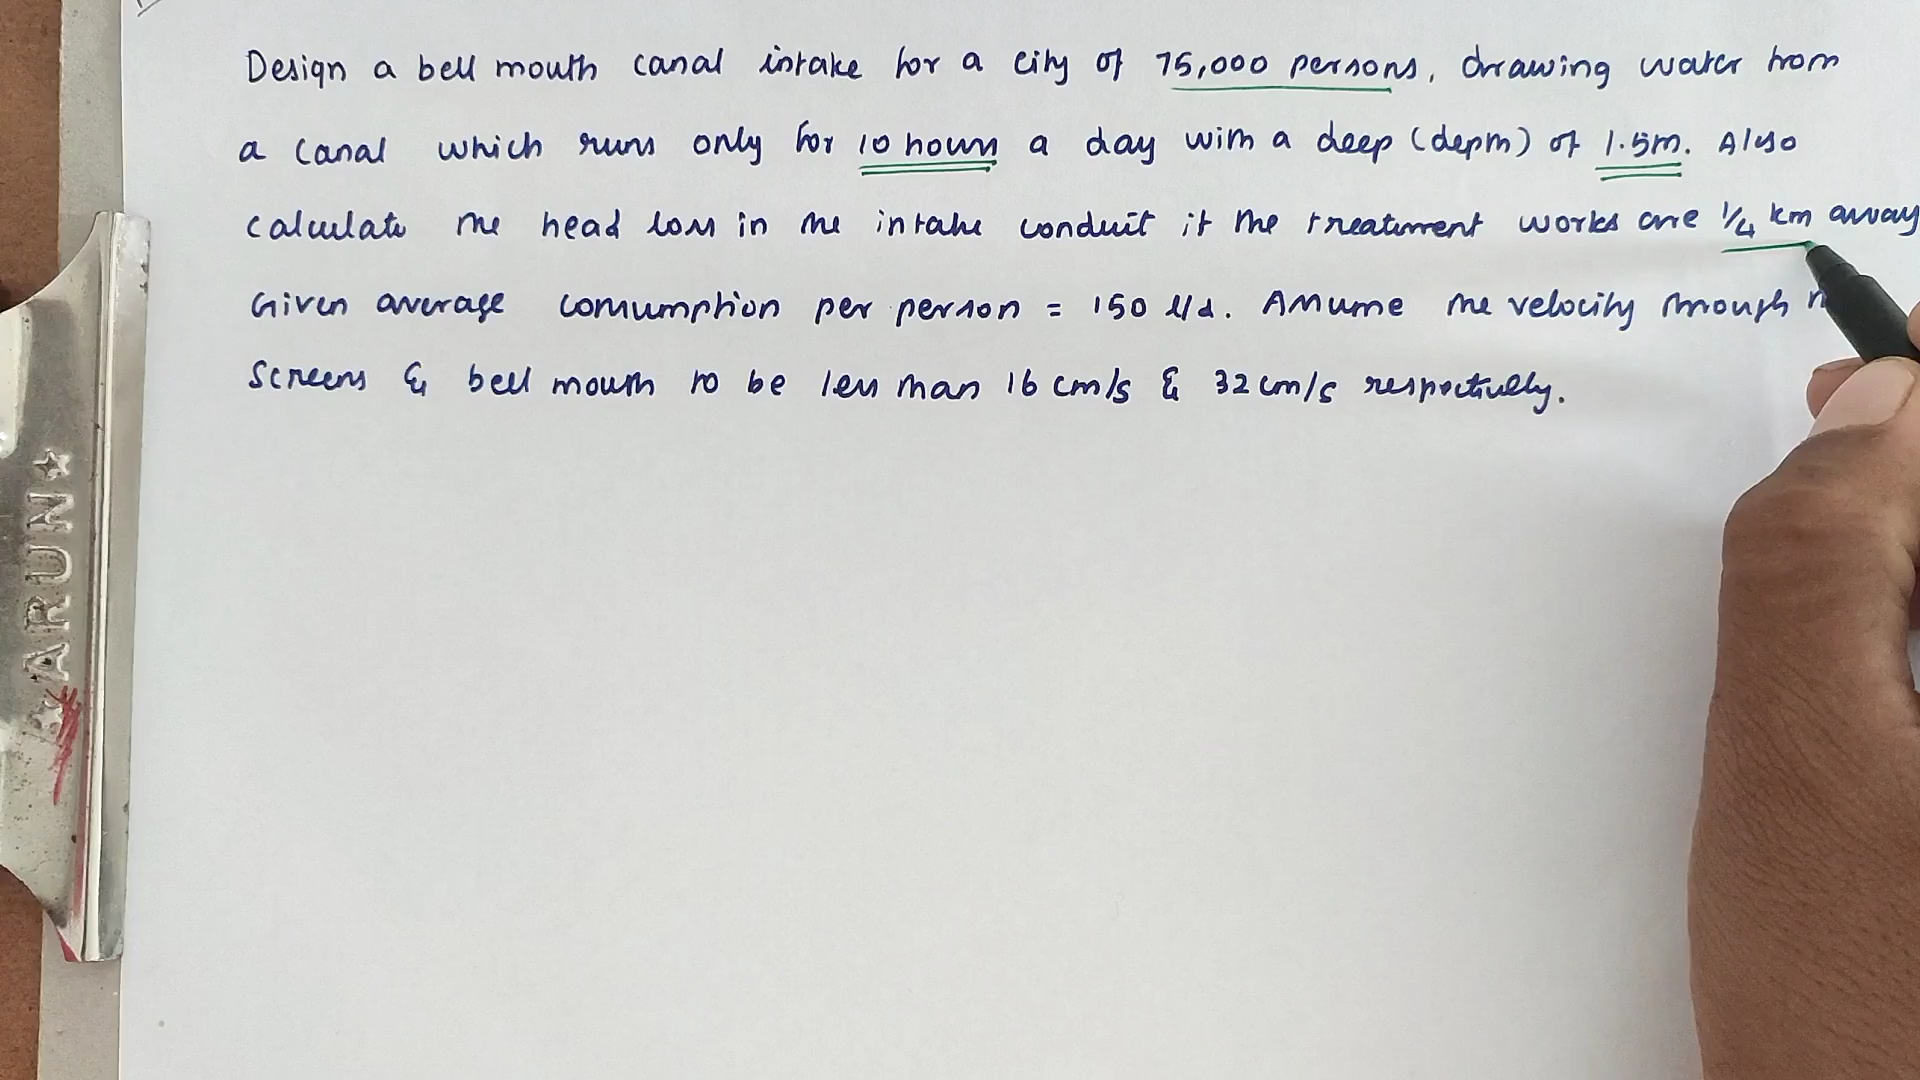 Design a bell mouth canal intake for a city of 75,000 persons, drawing water from
a canal which runs only for 10 hours a day with a deep (depth) of 1.5m. Also
calculate the head loss in the intake conduit if the treatment works are 1/4 km away
Given average consumption per person = 150 l/d. Assume the velocity through
Screens & bell mouth to be less than 16 cm/s & 32 cm/s respectively.
ARUN